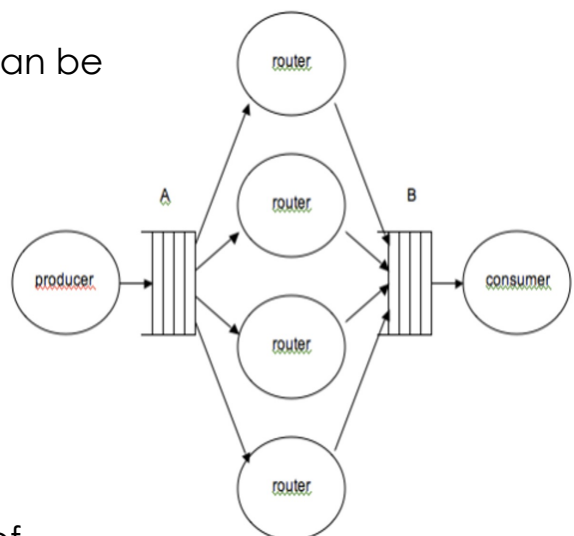 an be
router
A
router
B
producer
consumer
router
router
of